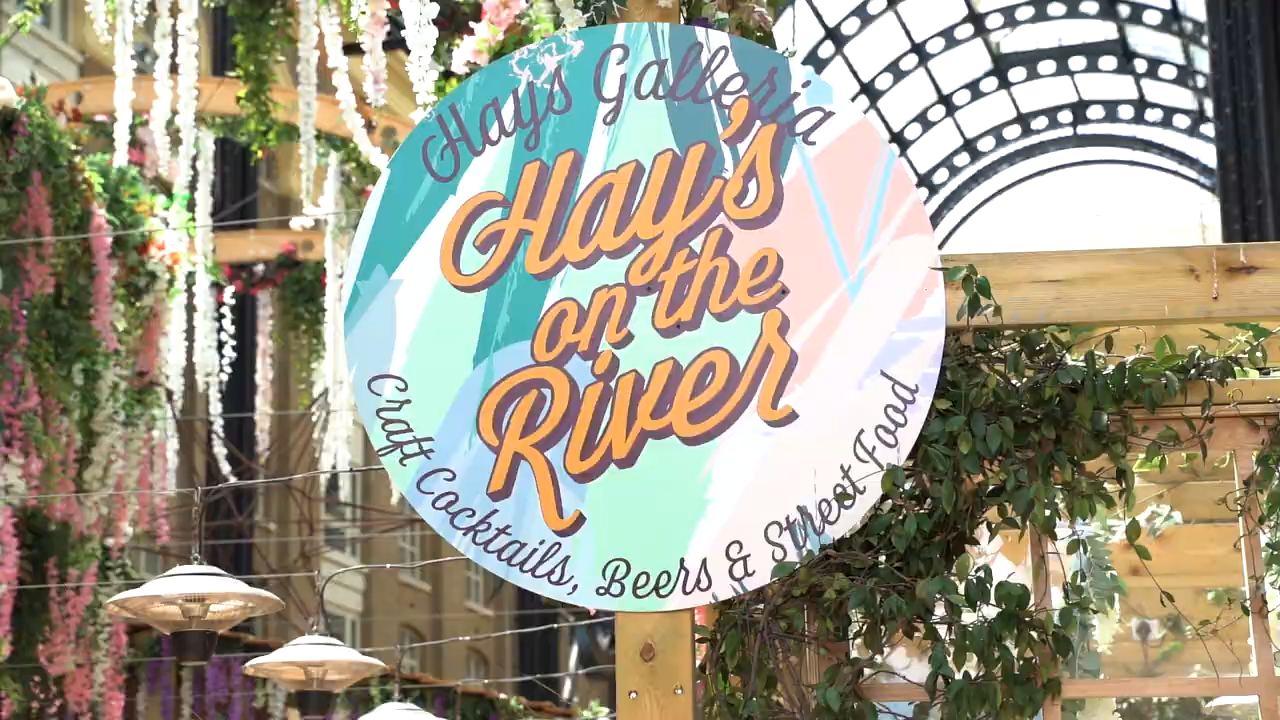 Hays Galleria
Hay's
on the
River
Craft Cocktails, Beers & Street Food